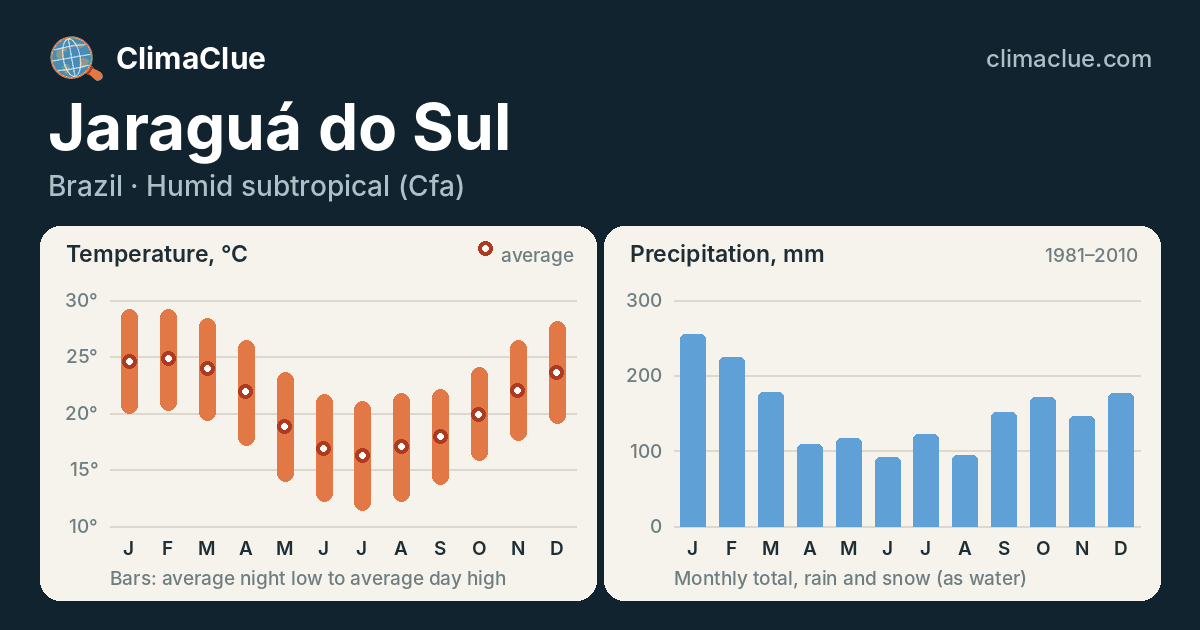 ClimaClue
climaclue.com
Jaraguá do Sul
Brazil · Humid subtropical (Cfa)
Temperature, °C
average
30°
25°
20°
15°
10°
J F M A M J J A S O N D
Bars: average night low to average day high
Precipitation, mm
1981–2010
300
200
100
0
J F M A M J J A S O N D
Monthly total, rain and snow (as water)